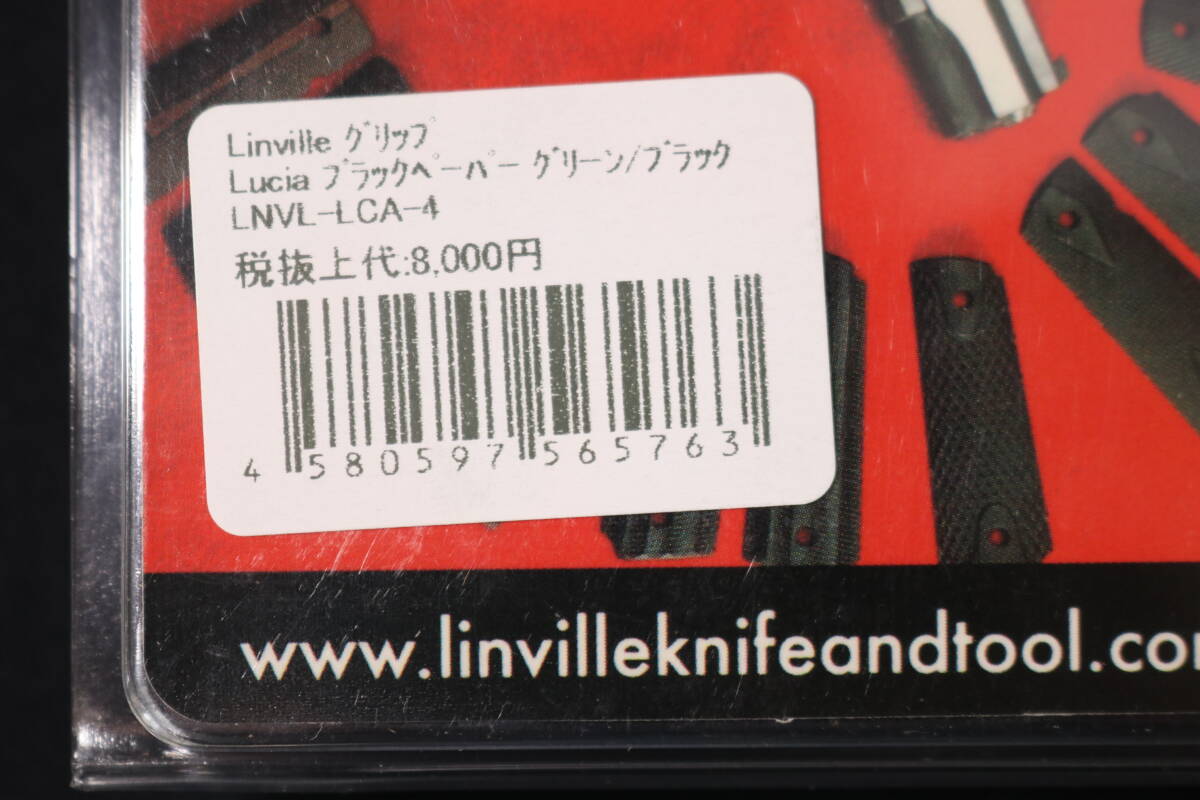 Linville グリップ
Lucia ブラックペーパー グリーン/ブラック
LNVL-LCA-4
税抜上代:8,000円
4 580597 565763
www.linvilleknifeandtool.co